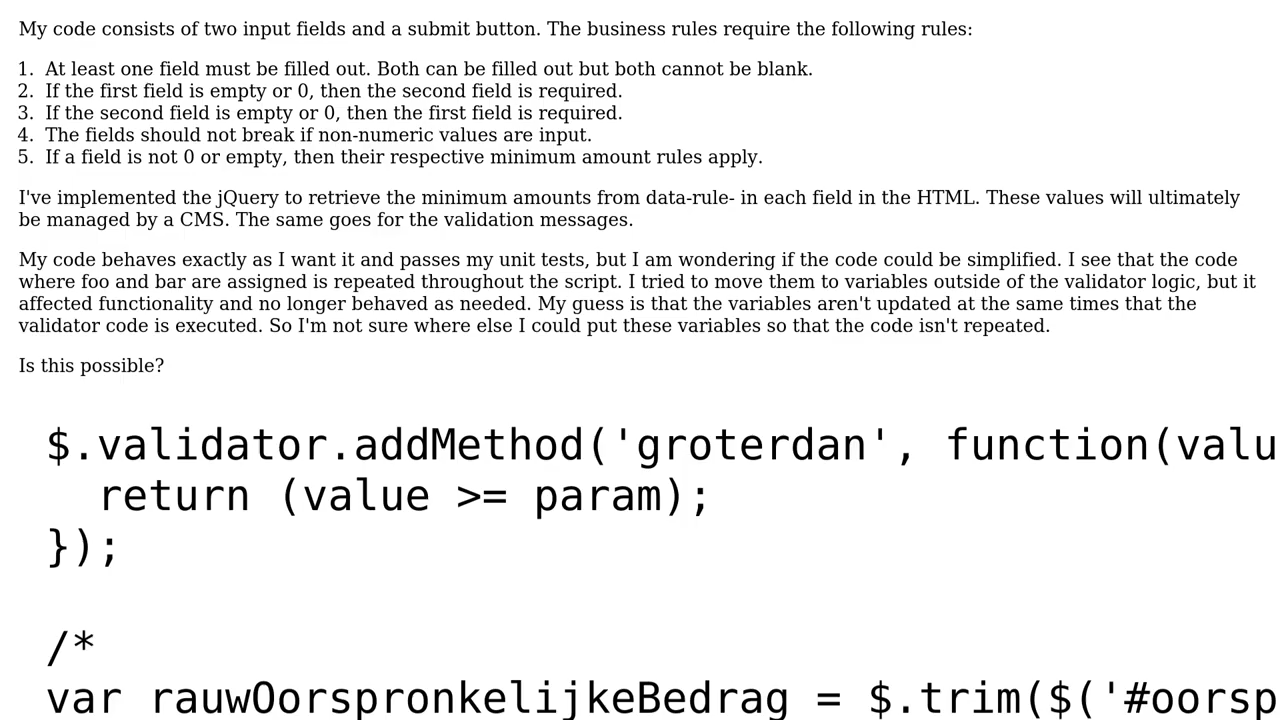 My code consists of two input fields and a submit button. The business rules require the following rules:
1. At least one field must be filled out. Both can be filled out but both cannot be blank.
2. If the first field is empty or 0, then the second field is required.
3. If the second field is empty or 0, then the first field is required.
4. The fields should not break if non-numeric values are input.
5. If a field is not 0 or empty, then their respective minimum amount rules apply.
I've implemented the jQuery to retrieve the minimum amounts from data-rule- in each field in the HTML. These values will ultimately
be managed by a CMS. The same goes for the validation messages.
My code behaves exactly as I want it and passes my unit tests, but I am wondering if the code could be simplified. I see that the code
where foo and bar are assigned is repeated throughout the script. I tried to move them to variables outside of the validator logic, but it
affected functionality and no longer behaved as needed. My guess is that the variables aren't updated at the same times that the
validator code is executed. So I'm not sure where else I could put these variables so that the code isn't repeated.
Is this possible?
$.validator.addMethod('groterdan', function(valu
return (value >= param);
});
/*
var rauwOorspronkelijkeBedrag = $.trim($('#oorsp